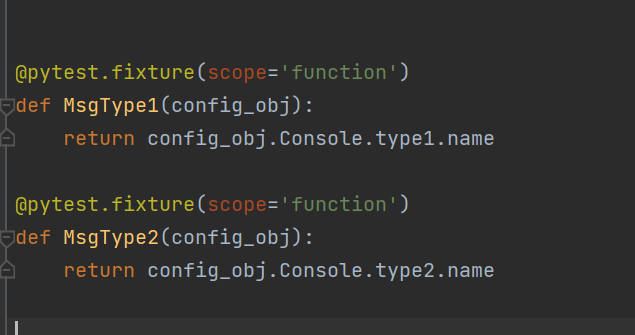 @pytest.fixture(scope='function')
def MsgType1(config_obj):
    return config_obj.Console.type1.name
@pytest.fixture(scope='function')
def MsgType2(config_obj):
    return config_obj.Console.type2.name